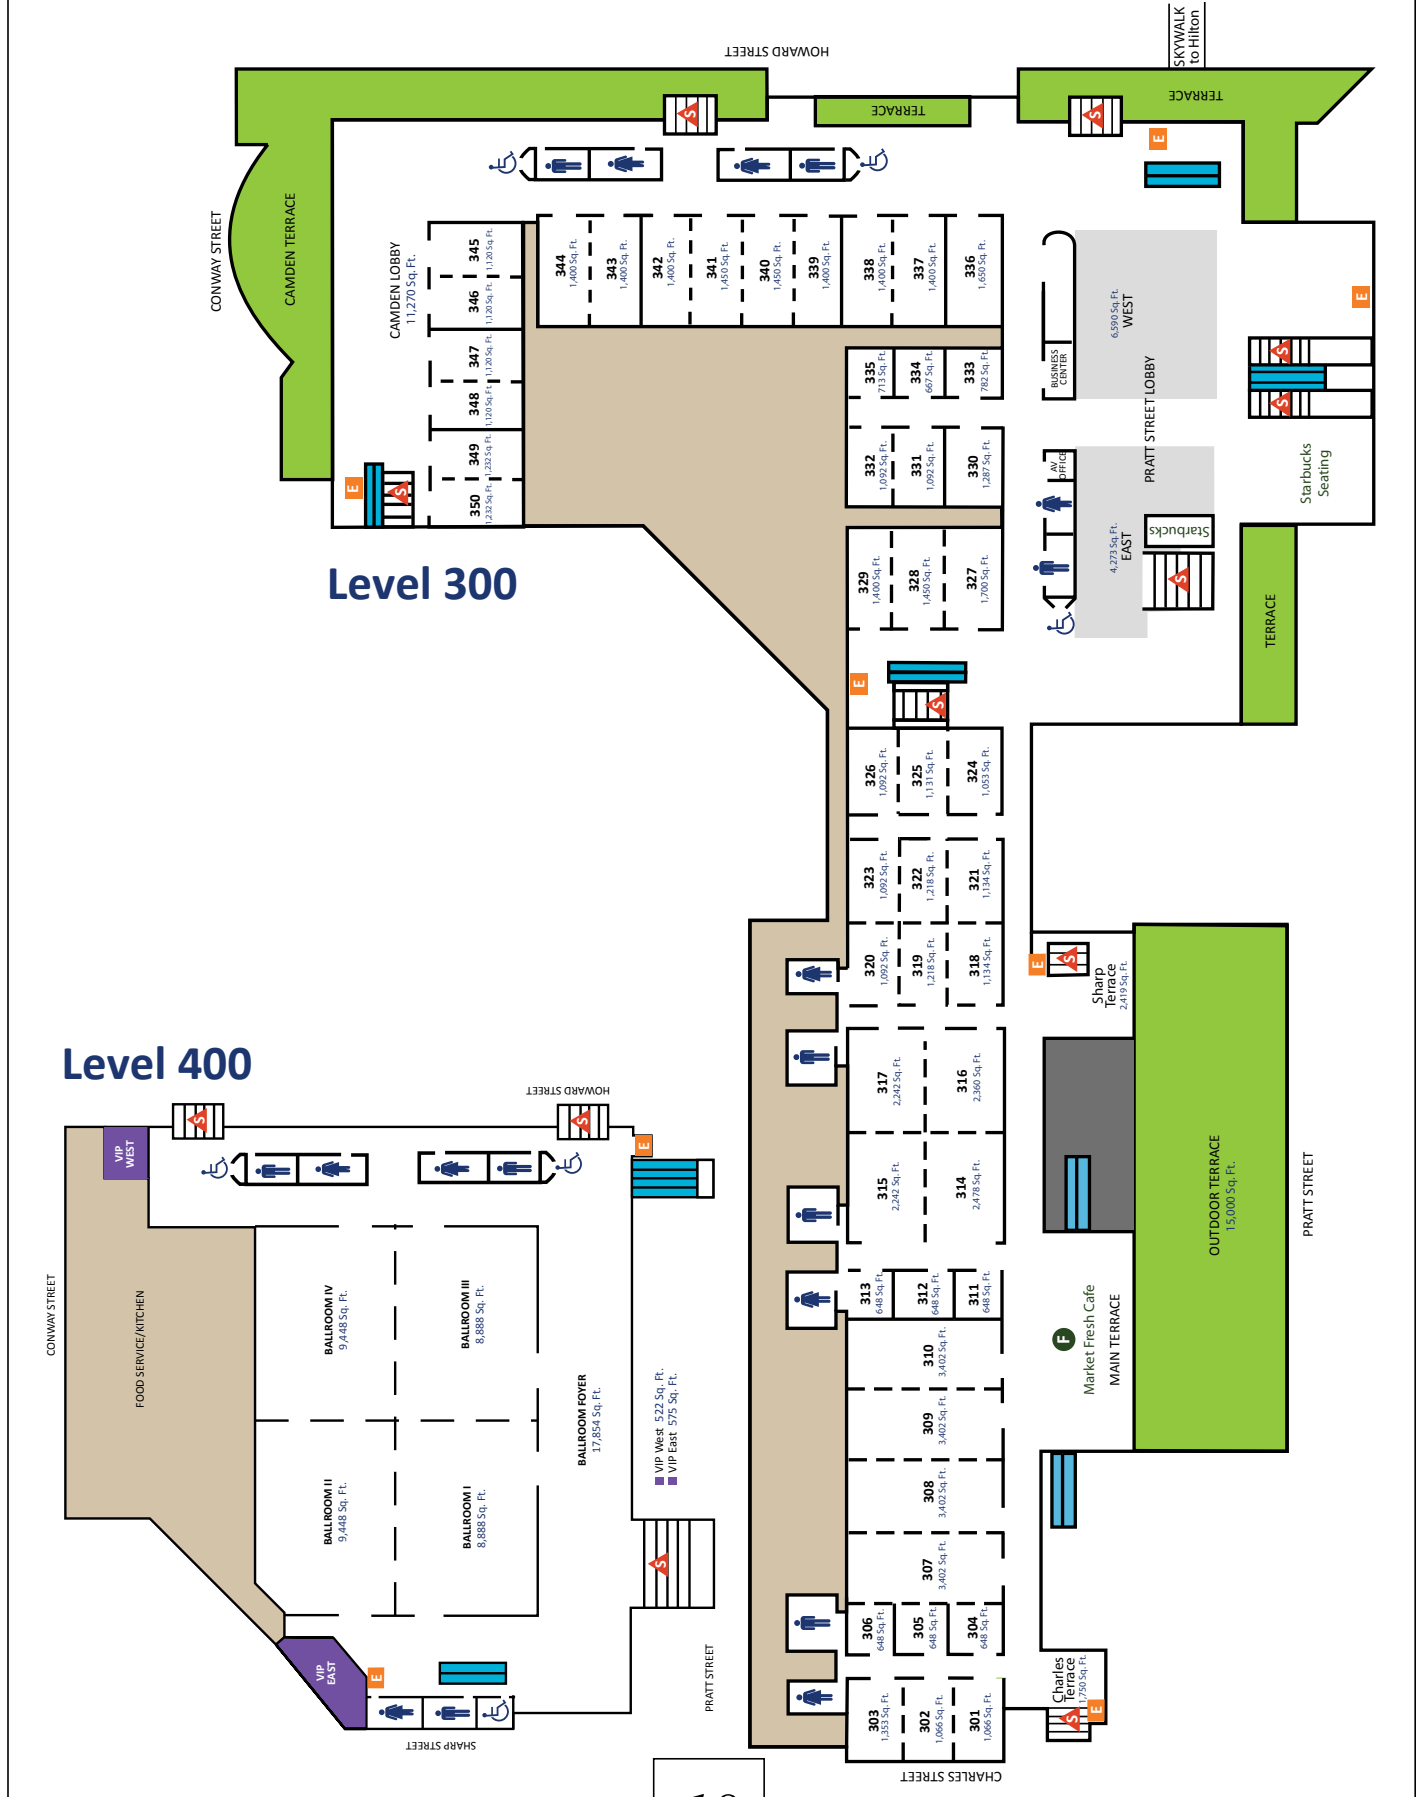 SKYWALK
to Hilton
HOWARD STREET
TERRACE
TERRACE
S
S
E
CONWAY STREET
CAMDEN TERRACE
CAMDEN LOBBY
11,270 Sq. Ft.
345
1,120 Sq. Ft.
346
1,120 Sq. Ft.
347
1,120 Sq. Ft.
348
1,120 Sq. Ft.
349
1,232 Sq. Ft.
350
1,232 Sq. Ft.
E
S
344
1,400 Sq. Ft.
343
1,400 Sq. Ft.
342
1,400 Sq. Ft.
341
1,450 Sq. Ft.
340
1,450 Sq. Ft.
339
1,400 Sq. Ft.
338
1,400 Sq. Ft.
337
1,400 Sq. Ft.
336
1,650 Sq. Ft.
335
713 Sq. Ft.
334
667 Sq. Ft.
333
782 Sq. Ft.
332
1,092 Sq. Ft.
331
1,092 Sq. Ft.
330
1,287 Sq. Ft.
329
1,400 Sq. Ft.
328
1,450 Sq. Ft.
327
1,700 Sq. Ft.
BUSINESS
CENTER
AV
OFFICE
6,590 Sq. Ft.
WEST
PRATT STREET LOBBY
4,273 Sq. Ft.
EAST
Starbucks
S
E
S
S
Starbucks
Seating
TERRACE
Level 300
E
S
326
1,092 Sq. Ft.
325
1,131 Sq. Ft.
324
1,053 Sq. Ft.
323
1,092 Sq. Ft.
322
1,218 Sq. Ft.
321
1,134 Sq. Ft.
320
1,092 Sq. Ft.
319
1,218 Sq. Ft.
318
1,134 Sq. Ft.
317
2,242 Sq. Ft.
316
2,360 Sq. Ft.
315
2,242 Sq. Ft.
314
2,478 Sq. Ft.
313
648 Sq. Ft.
312
648 Sq. Ft.
311
648 Sq. Ft.
310
3,402 Sq. Ft.
309
3,402 Sq. Ft.
308
3,402 Sq. Ft.
307
3,402 Sq. Ft.
306
648 Sq. Ft.
305
648 Sq. Ft.
304
648 Sq. Ft.
303
1,353 Sq. Ft.
302
1,066 Sq. Ft.
301
1,066 Sq. Ft.
CHARLES STREET
E
S
Sharp
Terrace
2,419 Sq. Ft.
OUTDOOR TERRACE
15,000 Sq. Ft.
PRATT STREET
F
Market Fresh Cafe
MAIN TERRACE
Charles
Terrace
1,750 Sq. Ft.
S
E
Level 400
HOWARD STREET
CONWAY STREET
VIP
WEST
S
S
E
FOOD SERVICE/KITCHEN
BALLROOM IV
9,448 Sq. Ft.
BALLROOM III
8,888 Sq. Ft.
BALLROOM II
9,448 Sq. Ft.
BALLROOM I
8,888 Sq. Ft.
BALLROOM FOYER
17,854 Sq. Ft.
VIP West 522 Sq. Ft.
VIP East 575 Sq. Ft.
S
VIP
EAST
E
PRATT STREET
SHARP STREET